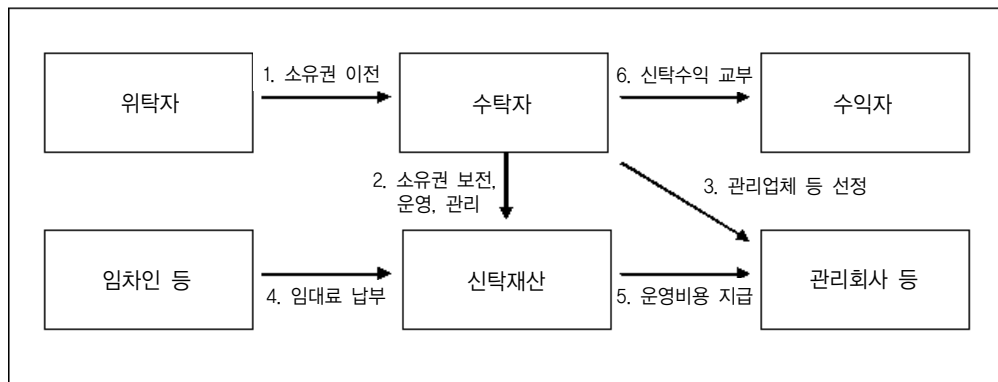 1. 소유권 이전
6. 신탁수익 교부
위탁자
수탁자
수익자
2. 소유권 보전,
운영, 관리
3. 관리업체 등 선정
임차인 등
신탁재산
관리회사 등
4. 임대료 납부
5. 운영비용 지급